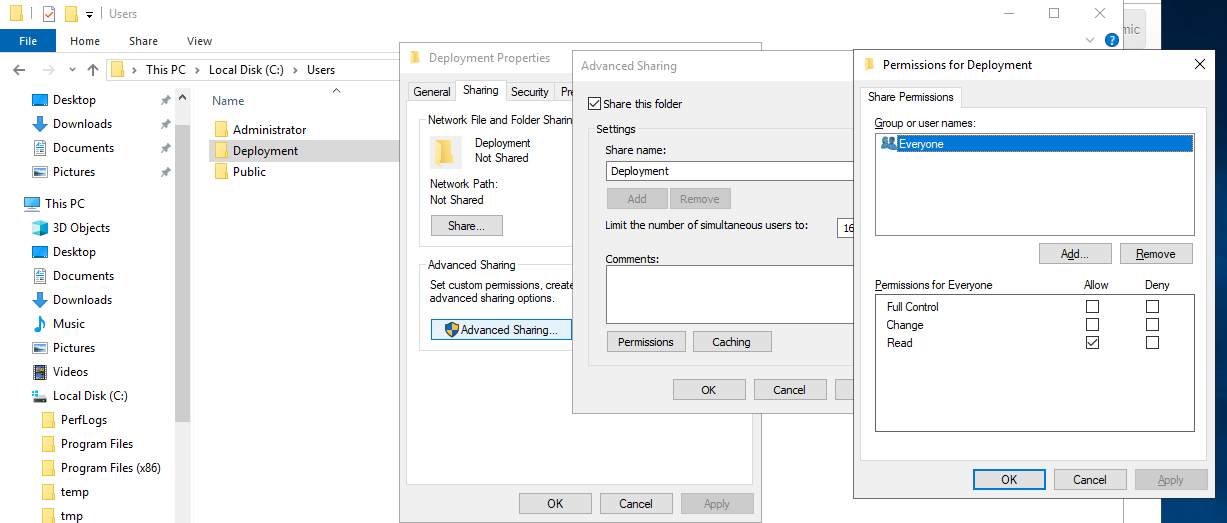 Users
File
Home
Share
View
This PC
Local Disk (C:)
Users
Desktop
Downloads
Documents
Pictures
This PC
3D Objects
Desktop
Documents
Downloads
Music
Pictures
Videos
Local Disk (C:)
PerfLogs
Program Files
Program Files (x86)
temp
tmp
Name
Administrator
Deployment
Public
Deployment Properties
General
Sharing
Security
Network File and Folder Sharin
Deployment
Not Shared
Network Path:
Not Shared
Share...
Advanced Sharing
Set custom permissions, create
advanced sharing options.
Advanced Sharing...
OK
Cancel
Apply
Advanced Sharing
Share this folder
Settings
Share name:
Deployment
Add
Remove
Limit the number of simultaneous users to:
16
Comments:
Permissions
Caching
OK
Cancel
mic
?
Permissions for Deployment
Share Permissions
Group or user names:
Everyone
Add...
Remove
Permissions for Everyone
Allow
Deny
Full Control
Change
Read
OK
Cancel
Apply